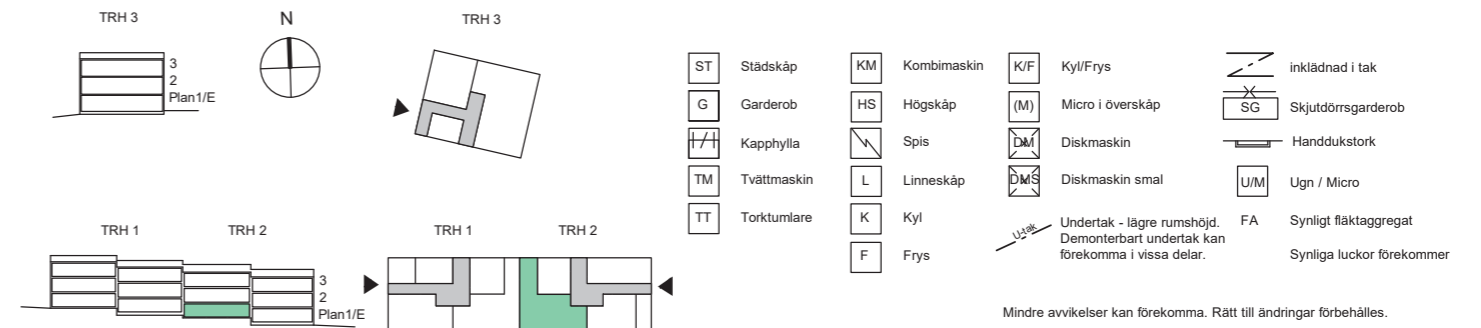 TRH 3
N
TRH 3
3
2
Plan1/E
TRH 1
TRH 2
3
2
Plan1/E
TRH 1
TRH 2
ST Städskåp
G Garderob
Kapphylla
TM Tvättmaskin
TT Torktumlare
KM Kombimaskin
HS Högskåp
Spis
L Linneskåp
K Kyl
F Frys
K/F Kyl/Frys
(M) Micro i överskåp
DM Diskmaskin
DMS Diskmaskin smal
U-tak Undertak - lägre rumshöjd.
Demonterbart undertak kan
förekomma i vissa delar.
inklädnad i tak
SG Skjutdörrsgarderob
Handdukstork
U/M Ugn / Micro
FA Synligt fläktaggregat
Synliga luckor förekommer
Mindre avvikelser kan förekomma. Rätt till ändringar förbehålles.